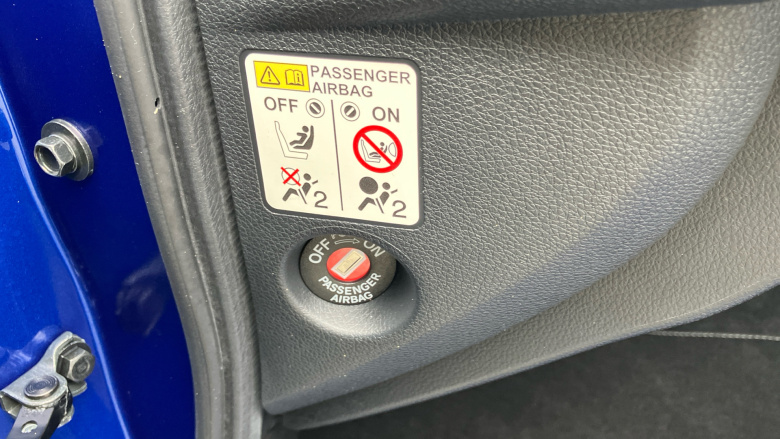 PASSENGER
AIRBAG
OFF ON
2 2
OFF ON
PASSENGER
AIRBAG